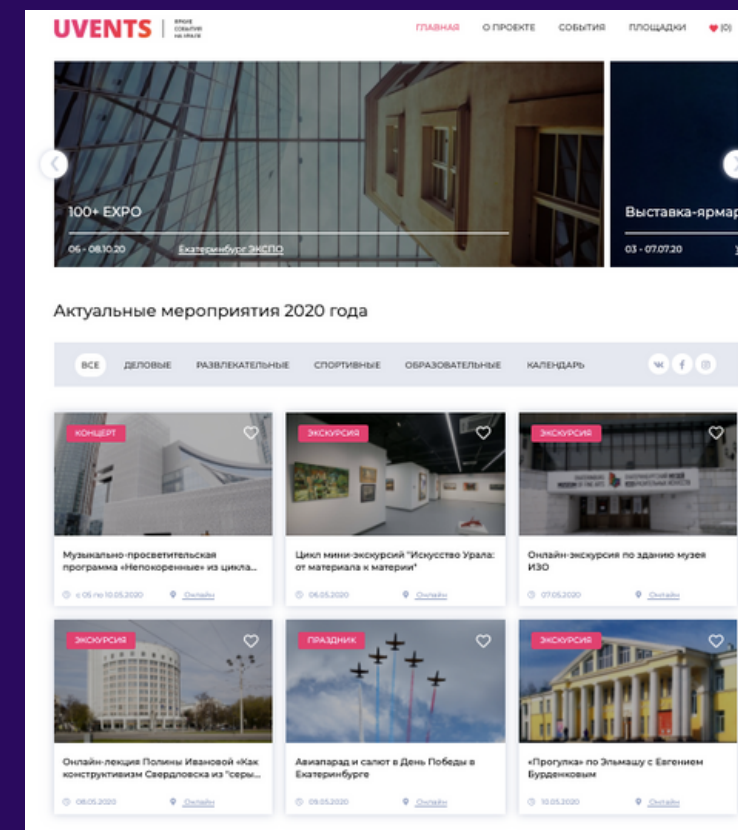 UVENTS
ЯРКИЕ
СОБЫТИЯ
НА УРАЛЕ
ГЛАВНАЯ О ПРОЕКТЕ СОБЫТИЯ ПЛОЩАДКИ (0)
100+ EXPO
06 - 08.10.20 Екатеринбург ЭКСПО
Выставка-ярмар
03 - 07.07.20
Актуальные мероприятия 2020 года
ВСЕ ДЕЛОВЫЕ РАЗВЛЕКАТЕЛЬНЫЕ СПОРТИВНЫЕ ОБРАЗОВАТЕЛЬНЫЕ КАЛЕНДАРЬ
КОНЦЕРТ
Музыкально-просветительская
программа «Непокоренные» из цикла...
с 05 по 10.05.2020 Онлайн
ЭКСКУРСИЯ
Цикл мини-экскурсий "Искусство Урала:
от материала к материи"
06.05.2020 Онлайн
ЭКСКУРСИЯ
Онлайн-экскурсия по зданию музея
ИЗО
07.05.2020 Онлайн
ЭКСКУРСИЯ
Онлайн-лекция Полины Ивановой «Как
конструктивизм Свердловска из "серы...
08.05.2020 Онлайн
ПРАЗДНИК
Авиапарад и салют в День Победы в
Екатеринбурге
09.05.2020 Онлайн
ЭКСКУРСИЯ
«Прогулка» по Эльмашу с Евгением
Бурденковым
10.05.2020 Онлайн